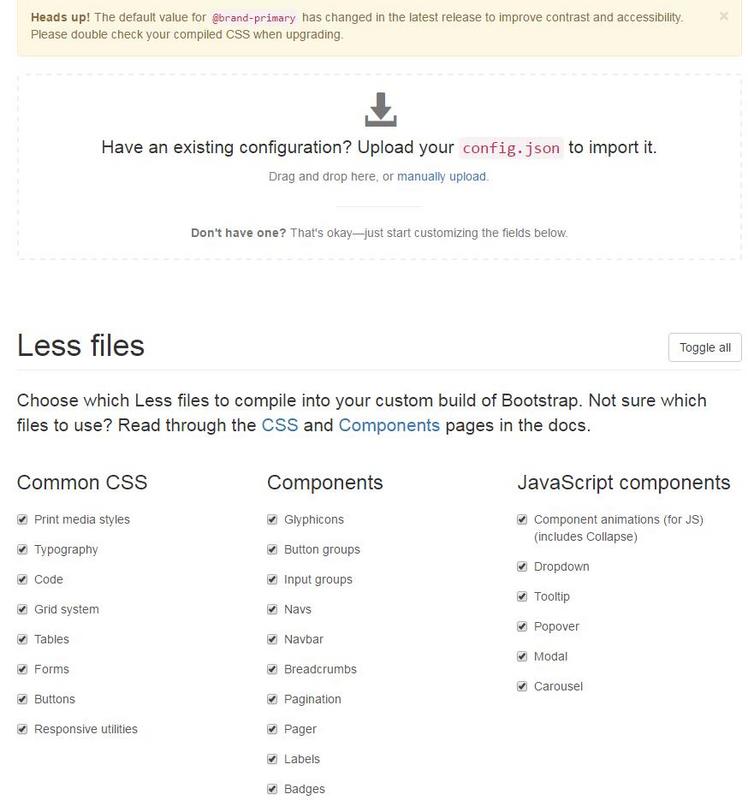 Heads up! The default value for @brand-primary has changed in the latest release to improve contrast and accessibility.
Please double check your compiled CSS when upgrading.
×
Have an existing configuration? Upload your config.json to import it.
Drag and drop here, or manually upload.
Don't have one? That's okay—just start customizing the fields below.
Less files
Toggle all
Choose which Less files to compile into your custom build of Bootstrap. Not sure which
files to use? Read through the CSS and Components pages in the docs.
Common CSS
Print media styles
Typography
Code
Grid system
Tables
Forms
Buttons
Responsive utilities
Components
Glyphicons
Button groups
Input groups
Navs
Navbar
Breadcrumbs
Pagination
Pager
Labels
Badges
JavaScript components
Component animations (for JS)
(includes Collapse)
Dropdown
Tooltip
Popover
Modal
Carousel